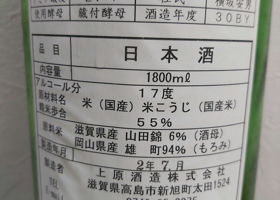 使用酵母 蔵付酵母 酒造年度 30BY
品目 日本酒
内容量 1800ml
アルコール分 17度
原材料名 米(国産)米こうじ(国産米)
精米歩合 55%
原料米 滋賀県産 山田錦 6%(酒母)
岡山県産 雄 町94%(もろみ)
製造年月 2年7月
上原酒造株式会社
滋賀県高島市新旭町太田1524